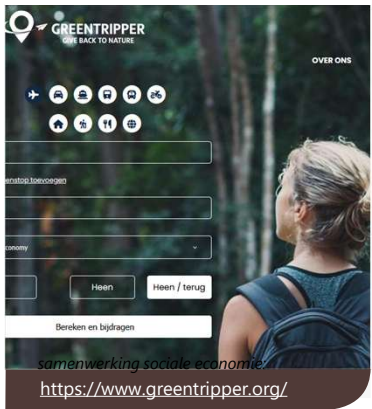 GREENTRIPPER
GIVE BACK TO NATURE
OVER ONS
enstop toevoegen
conomy
Heen
Heen / terug
Bereken en bijdragen
samenwerking sociale economie:
https://www.greentripper.org/